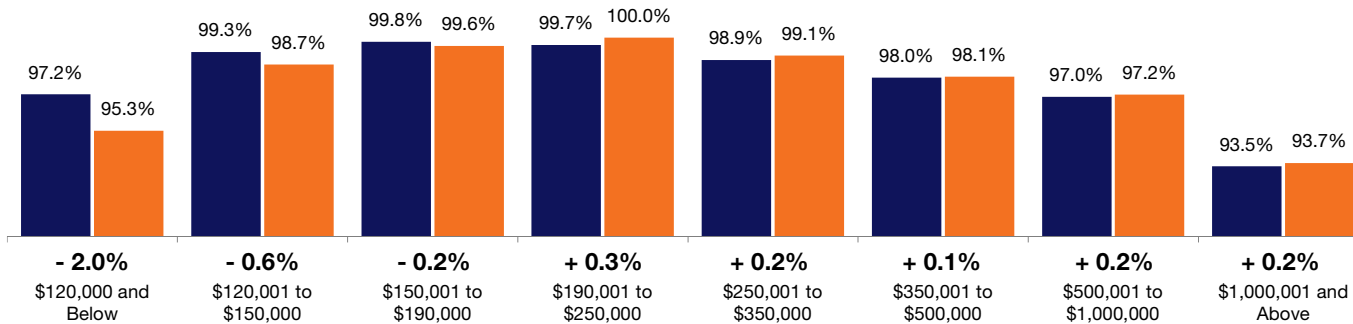 97.2% 95.3% 99.3% 98.7% 99.8% 99.6% 99.7% 100.0% 98.9% 99.1% 98.0% 98.1% 97.0% 97.2% 93.5% 93.7%
- 2.0% - 0.6% - 0.2% + 0.3% + 0.2% + 0.1% + 0.2% + 0.2%
$120,000 and $120,001 to $150,001 to $190,001 to $250,001 to $350,001 to $500,001 to $1,000,001 and
Below $150,000 $190,000 $250,000 $350,000 $500,000 $1,000,000 Above